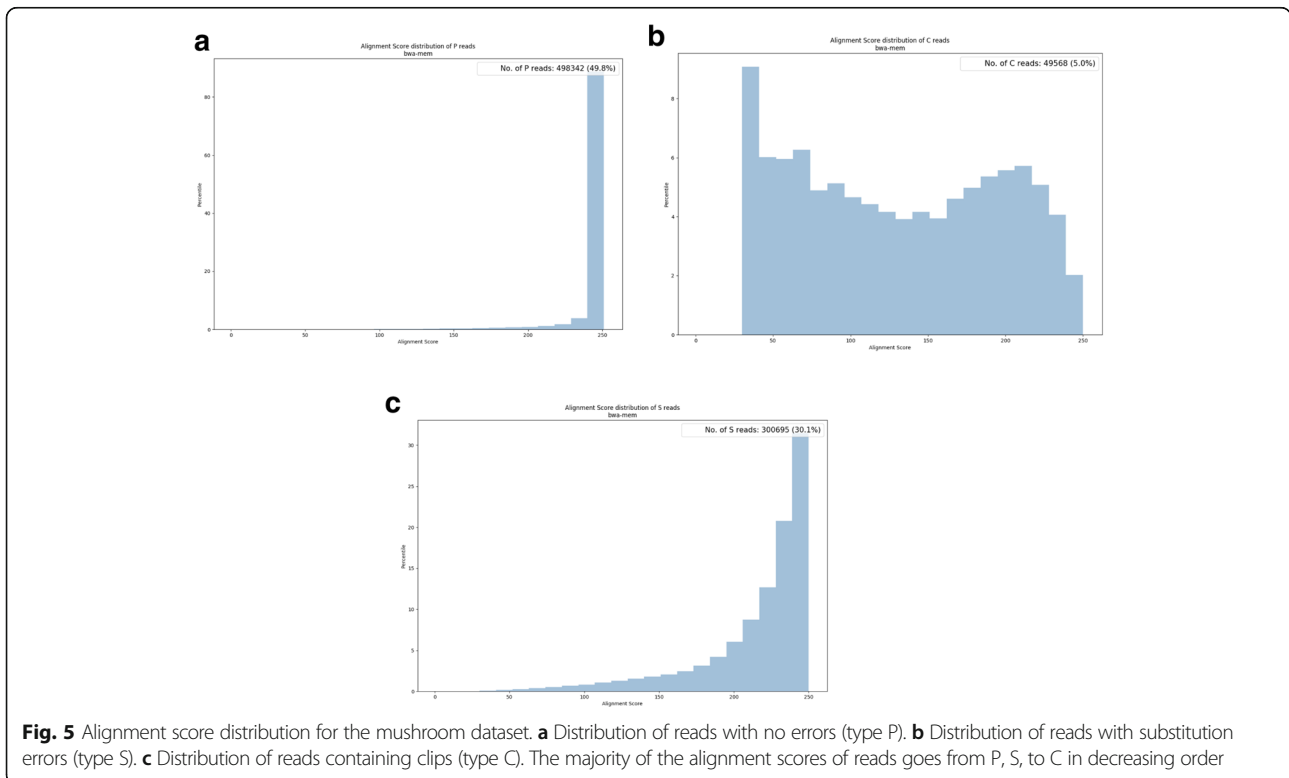 a
Alignment Score distribution of P reads
bwa-mem
No. of P reads: 498342 (49.8%)
80
60
40
20
0
Percentile
0 50 100 150 200 250
Alignment Score
b
Alignment Score distribution of C reads
bwa-mem
No. of C reads: 49568 (5.0%)
8
6
4
2
0
Percentile
0 50 100 150 200 250
Alignment Score
c
Alignment Score distribution of S reads
bwa-mem
No. of S reads: 300695 (30.1%)
30
25
20
15
10
5
0
Percentile
0 50 100 150 200 250
Alignment Score
Fig. 5 Alignment score distribution for the mushroom dataset. a Distribution of reads with no errors (type P). b Distribution of reads with substitution
errors (type S). c Distribution of reads containing clips (type C). The majority of the alignment scores of reads goes from P, S, to C in decreasing order